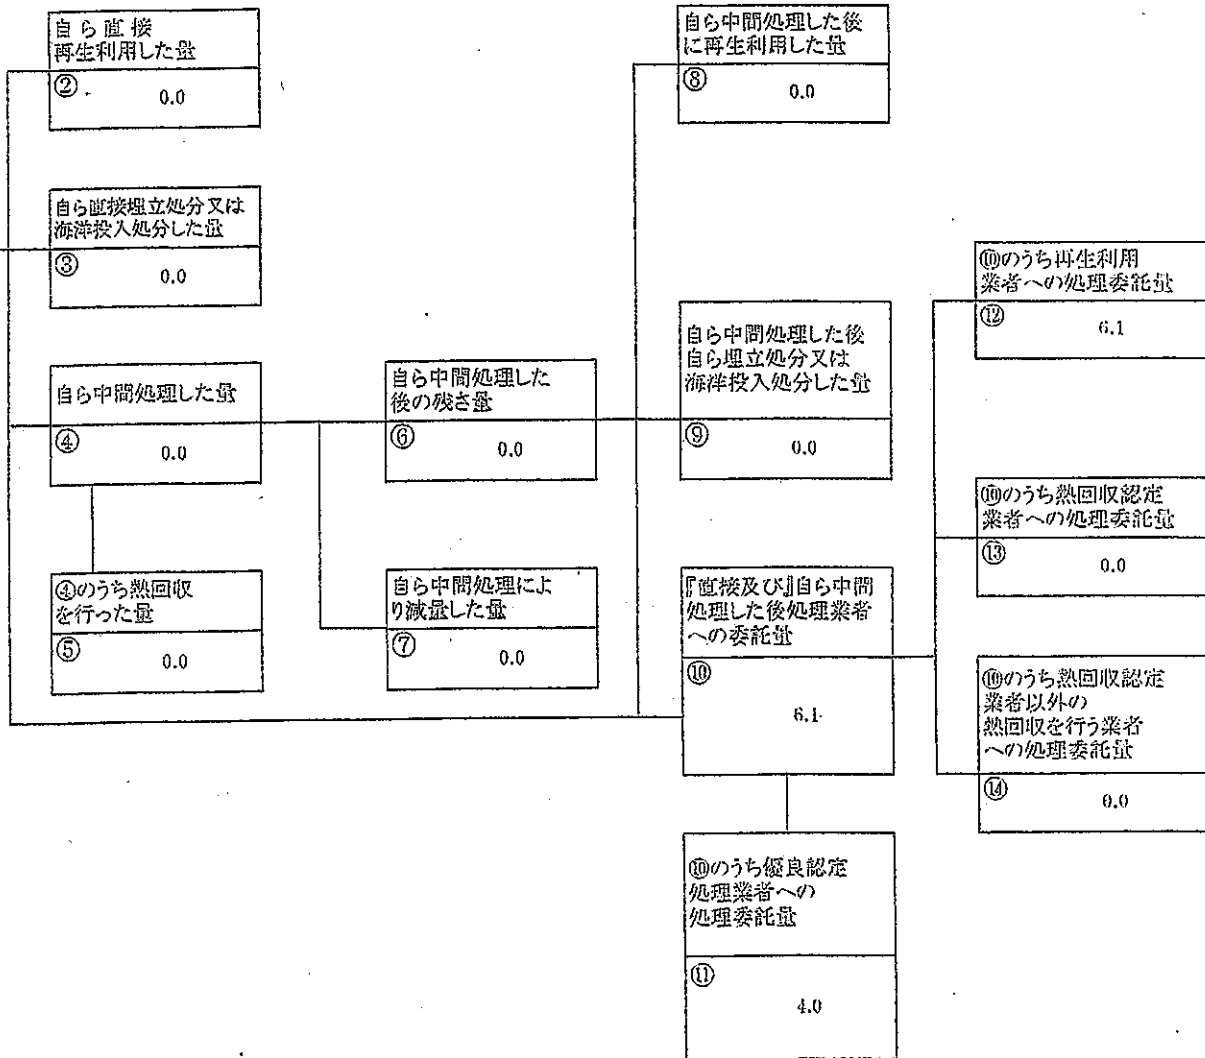 自ら直接
再生利用した量
②
0.0
自ら直接埋立処分又は
海洋投入処分した量
③
0.0
自ら中間処理した量
④
0.0
④のうち熱回収
を行った量
⑤
0.0
自ら中間処理した
後の残さ量
⑥
0.0
自ら中間処理によ
り減量した量
⑦
0.0
自ら中間処理した後
に再生利用した量
⑧
0.0
自ら中間処理した後
自ら埋立処分又は
海洋投入処分した量
⑨
0.0
『直接及び』自ら中間
処理した後処理業者
への委託量
⑩
6.1
⑩のうち優良認定
処理業者への
処理委託量
⑪
4.0
⑩のうち再生利用
業者への処理委託量
⑫
6.1
⑩のうち熱回収認定
業者への処理委託量
⑬
0.0
⑩のうち熱回収認定
業者以外の
熱回収を行う業者
への処理委託量
⑭
0.0